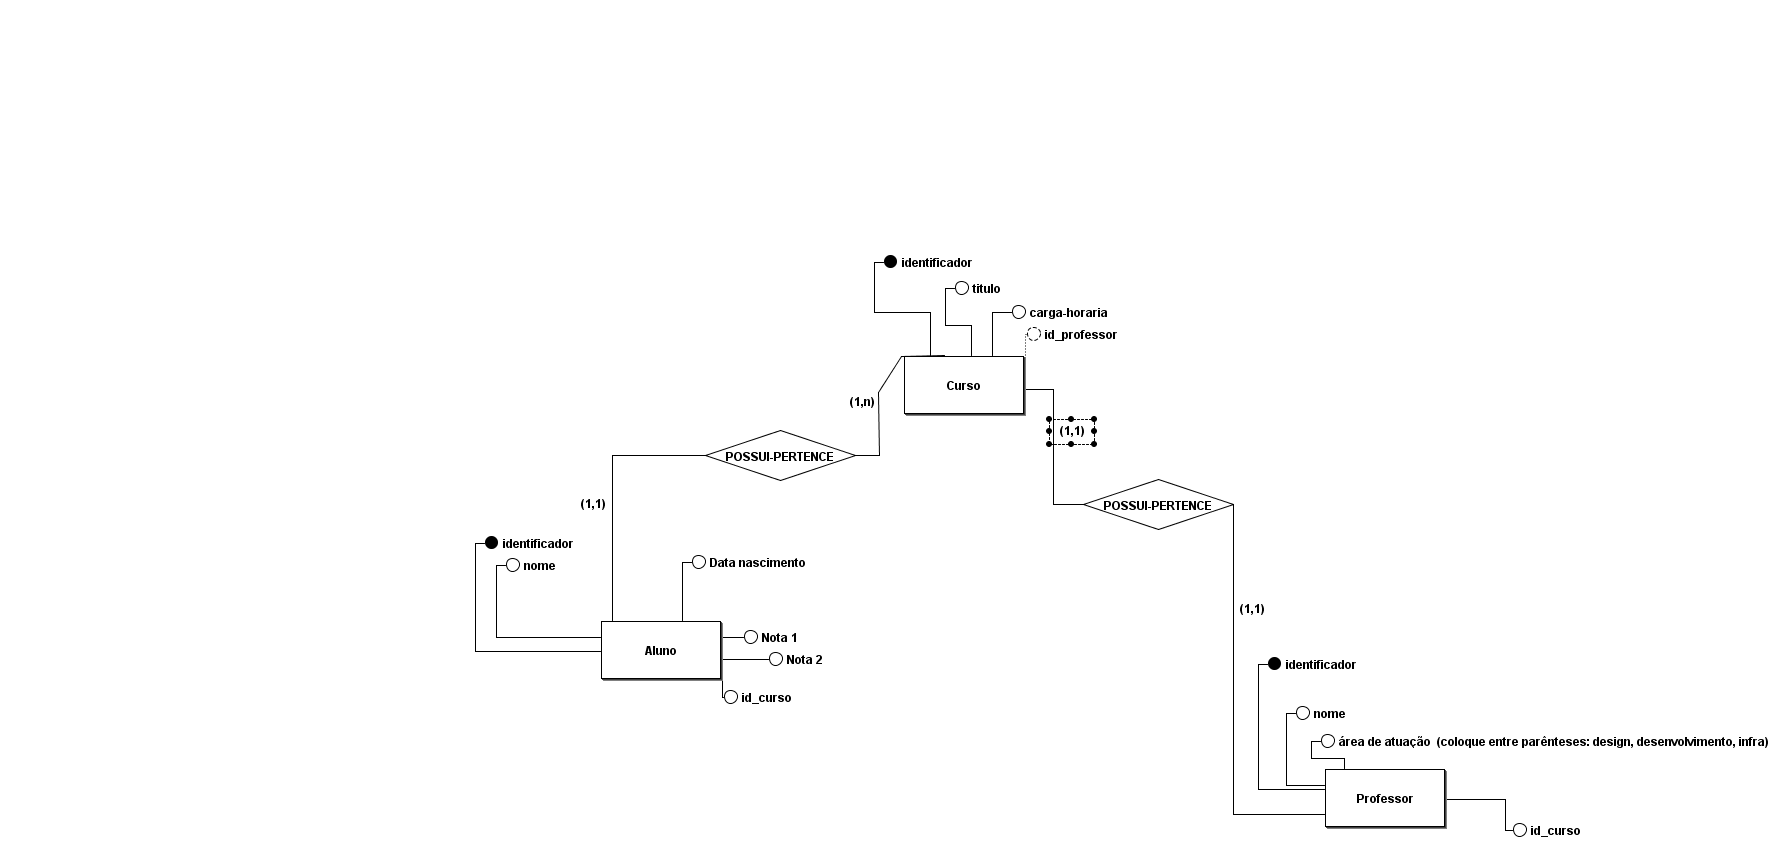 identificador
titulo
carga-horaria
id_professor
Curso
(1,n)
(1,1)
POSSUI-PERTENCE
(1,1)
POSSUI-PERTENCE
identificador
nome
Data nascimento
(1,1)
Nota 1
Aluno
Nota 2
id_curso
identificador
nome
área de atuação (coloque entre parênteses: design, desenvolvimento, infra)
Professor
id_curso